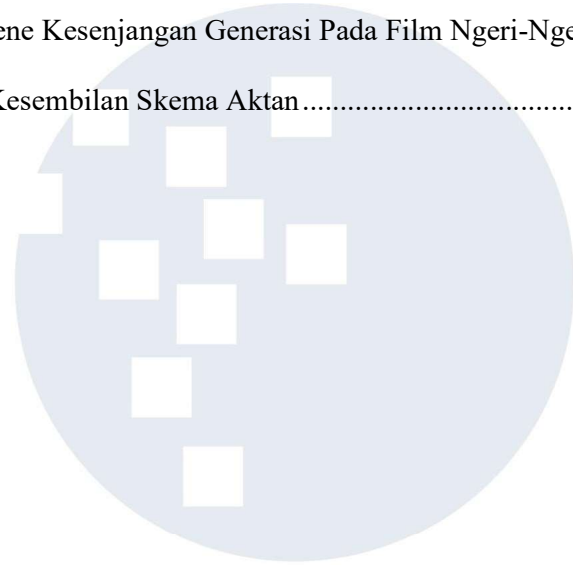 ene Kesenjangan Generasi Pada Film Ngeri-Nge
Kesembilan Skema Aktan....................................